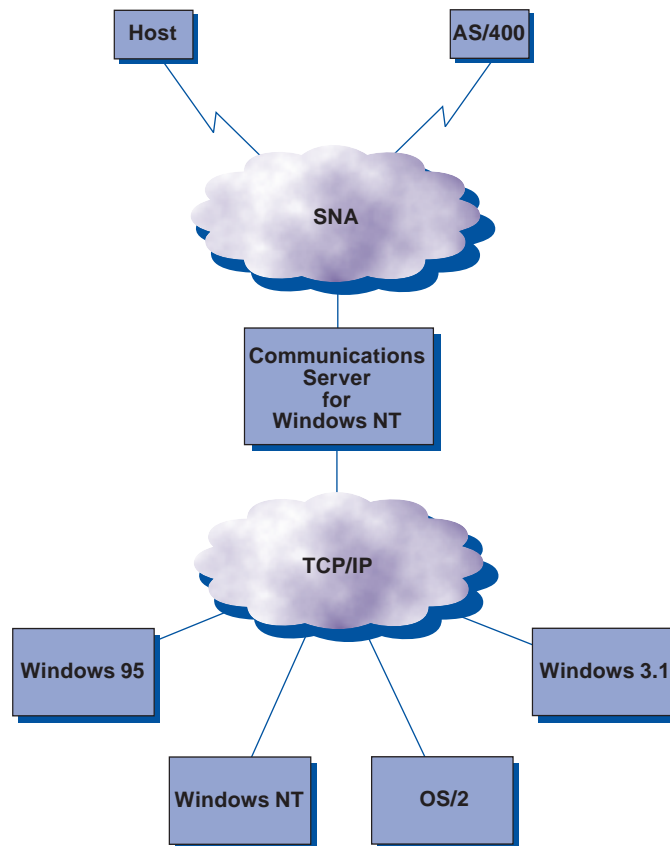 Host
AS/400
SNA
Communications
Server
for
Windows NT
TCP/IP
Windows 95
Windows 3.1
Windows NT
OS/2